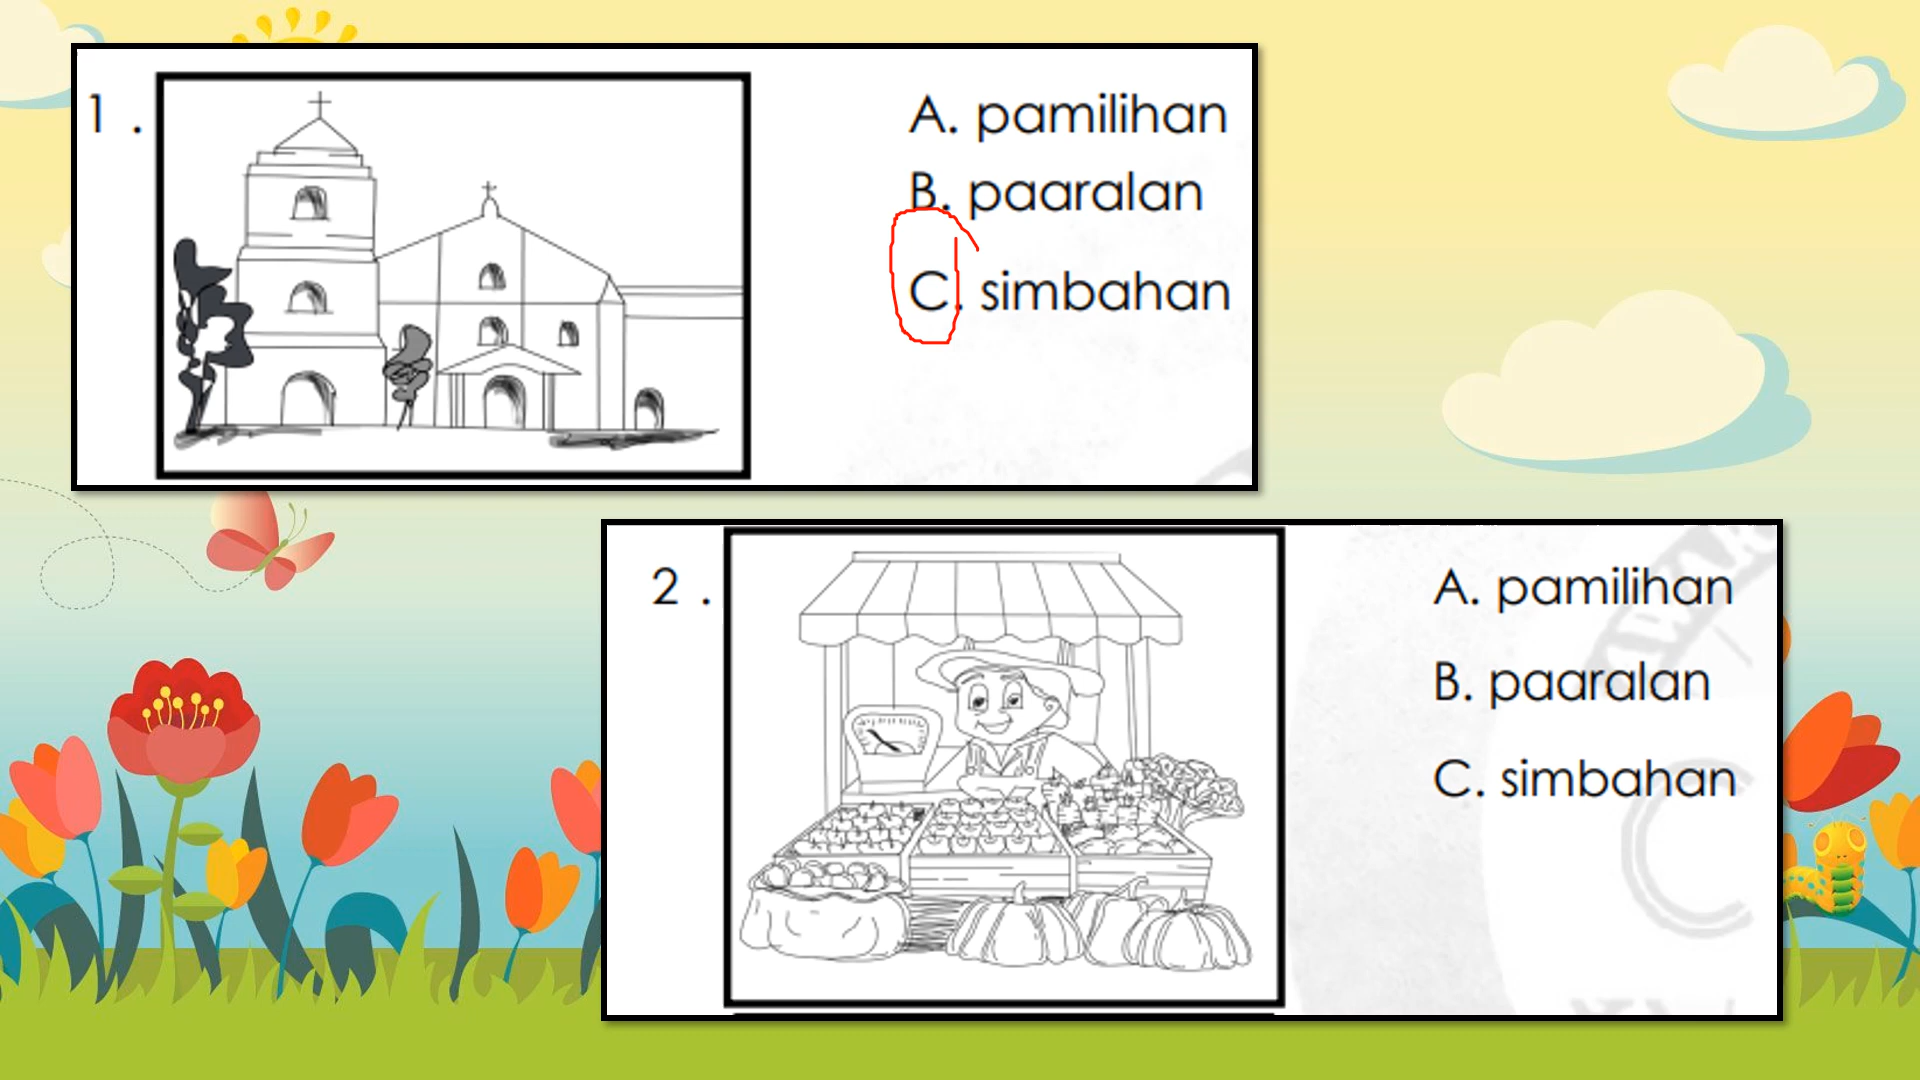 1 .
A. pamilihan
B. paaralan
C. simbahan
2 .
A. pamilihan
B. paaralan
C. simbahan